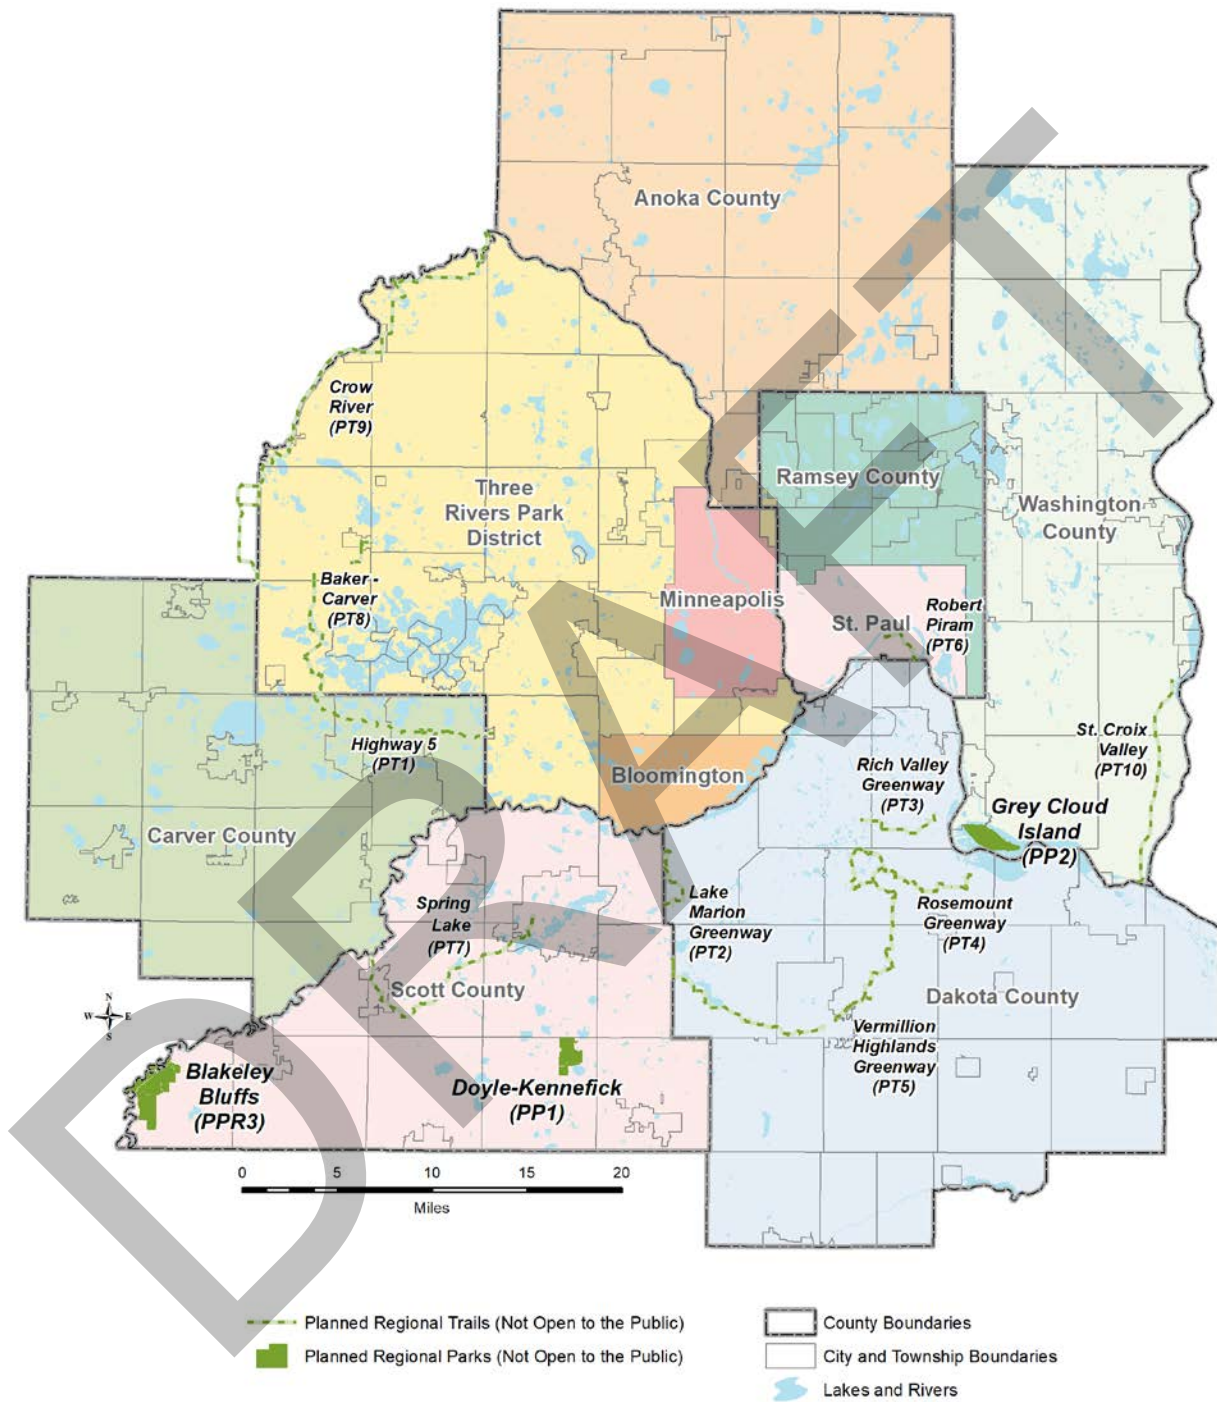 Anoka County
Crow
River
(PT9)
Three
Rivers Park
District
Ramsey County
Washington
County
Baker -
Carver
(PT8)
Minneapolis
St. Paul
Robert
Piram
(PT6)
Highway 5
(PT1)
Bloomington
St. Croix
Valley
(PT10)
Rich Valley
Greenway
(PT3)
Grey Cloud
Island
(PP2)
Carver County
Spring
Lake
(PT7)
Lake
Marion
Greenway
(PT2)
Rosemount
Greenway
(PT4)
Scott County
Dakota County
N
W E
S
Vermillion
Highlands
Greenway
(PT5)
Blakeley
Bluffs
(PPR3)
Doyle-Kennefick
(PP1)
0 5 10 15 20
Miles
Planned Regional Trails (Not Open to the Public)
Planned Regional Parks (Not Open to the Public)
County Boundaries
City and Township Boundaries
Lakes and Rivers
DRAFT